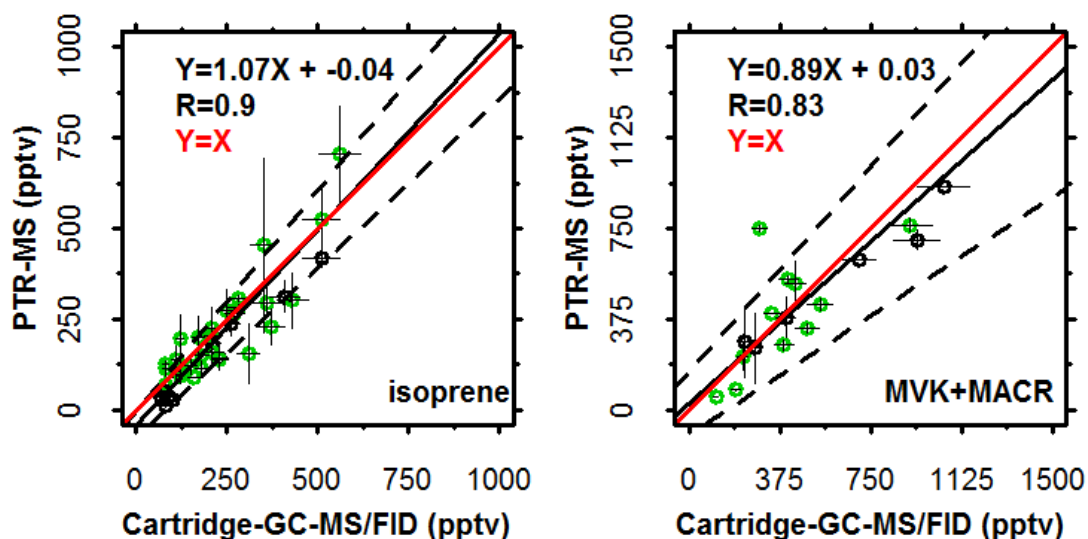 Y=1.07X + -0.04
R=0.9
Y=X
isoprene
PTR-MS (pptv)
0
250
500
750
1000
0
250
500
750
1000
Cartridge-GC-MS/FID (pptv)
Y=0.89X + 0.03
R=0.83
Y=X
MVK+MACR
PTR-MS (pptv)
0
375
750
1125
1500
0
375
750
1125
1500
Cartridge-GC-MS/FID (pptv)